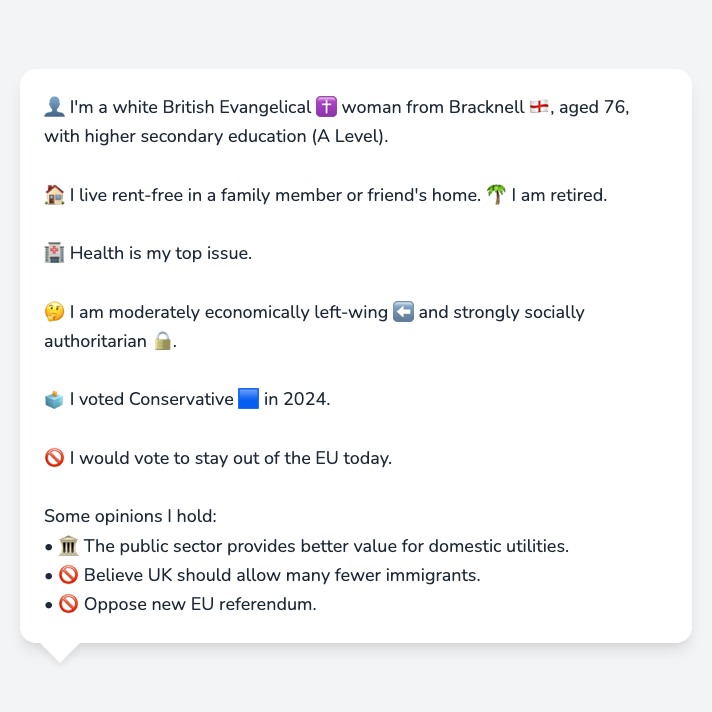 👤 I'm a white British Evangelical ✝️ woman from Bracknell 🏴󠁧󠁢󠁥󠁮󠁧󠁿, aged 76,
with higher secondary education (A Level).
🏠 I live rent-free in a family member or friend's home. 🌴 I am retired.
🏥 Health is my top issue.
🤔 I am moderately economically left-wing ⬅️ and strongly socially
authoritarian 🔒.
🗳️ I voted Conservative 🟦 in 2024.
🚫 I would vote to stay out of the EU today.
Some opinions I hold:
• 🏛️ The public sector provides better value for domestic utilities.
• 🚫 Believe UK should allow many fewer immigrants.
• 🚫 Oppose new EU referendum.